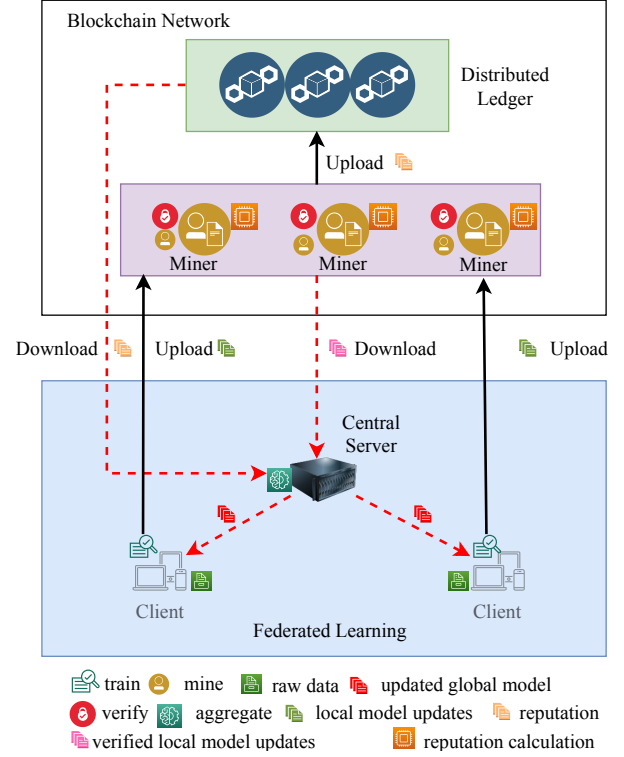 Blockchain Network
Distributed
Ledger
Upload
Miner
Miner
Miner
Download
Upload
Download
Upload
Central
Server
Client
Client
Federated Learning
train
mine
raw data
updated global model
verify
aggregate
local model updates
reputation
verified local model updates
reputation calculation